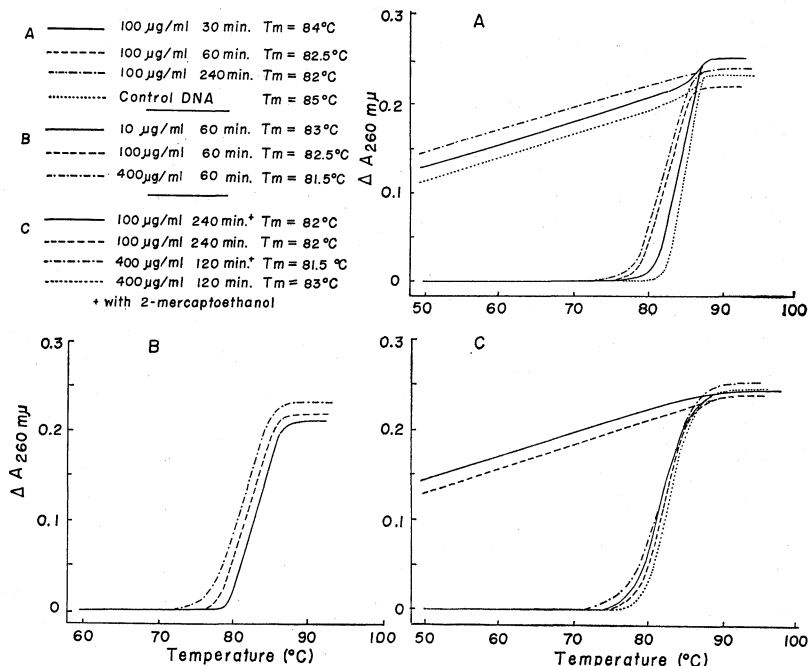 A
100 µg/ml 30 min. Tm = 84°C
100 µg/ml 60 min. Tm = 82.5°C
100 µg/ml 240 min. Tm = 82°C
Control DNA Tm = 85°C
B
10 µg/ml 60 min. Tm = 83°C
100 µg/ml 60 min. Tm = 82.5°C
400 µg/ml 60 min. Tm = 81.5°C
C
100 µg/ml 240 min.+ Tm = 82°C
100 µg/ml 240 min. Tm = 82°C
400 µg/ml 120 min.+ Tm = 81.5 °C
400 µg/ml 120 min. Tm = 83°C
+ with 2-mercaptoethanol
A
Δ A260 mµ
0.3
0.2
0.1
0
50 60 70 80 90 100
B
Δ A260 mµ
0.3
0.2
0.1
0
60 70 80 90 100
Temperature (°C)
C
0.3
0.2
0.1
0
50 60 70 80 90 100
Temperature (°C)